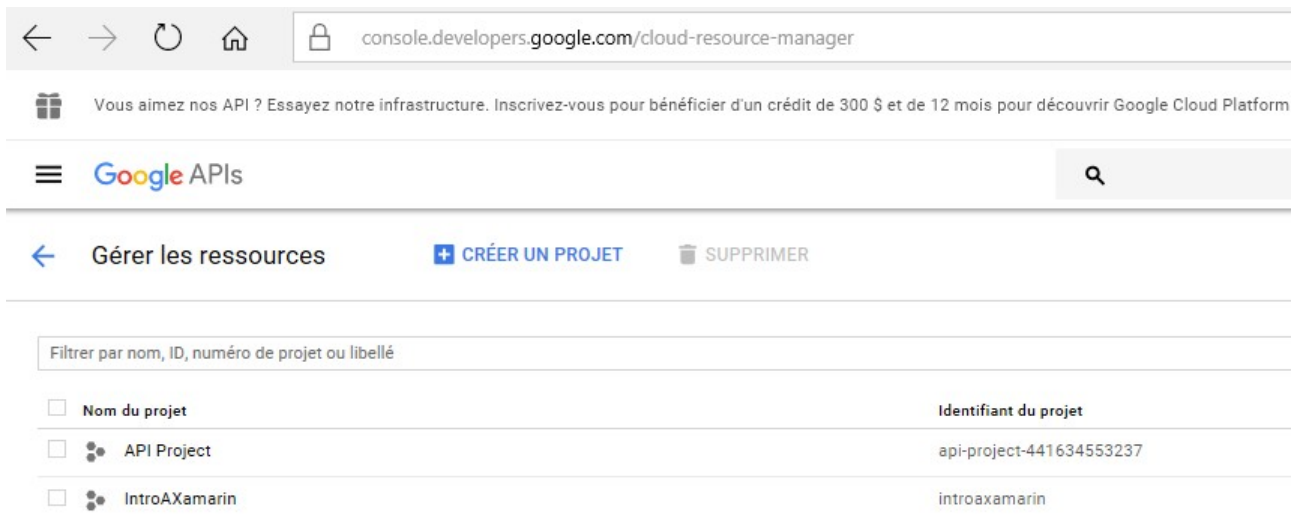 console.developers.google.com/cloud-resource-manager
Vous aimez nos API ? Essayez notre infrastructure. Inscrivez-vous pour bénéficier d'un crédit de 300 $ et de 12 mois pour découvrir Google Cloud Platform
Google APIs
Gérer les ressources CRÉER UN PROJET SUPPRIMER
Filtrer par nom, ID, numéro de projet ou libellé
Nom du projet Identifiant du projet
API Project api-project-441634553237
IntroAXamarin introaxamarin